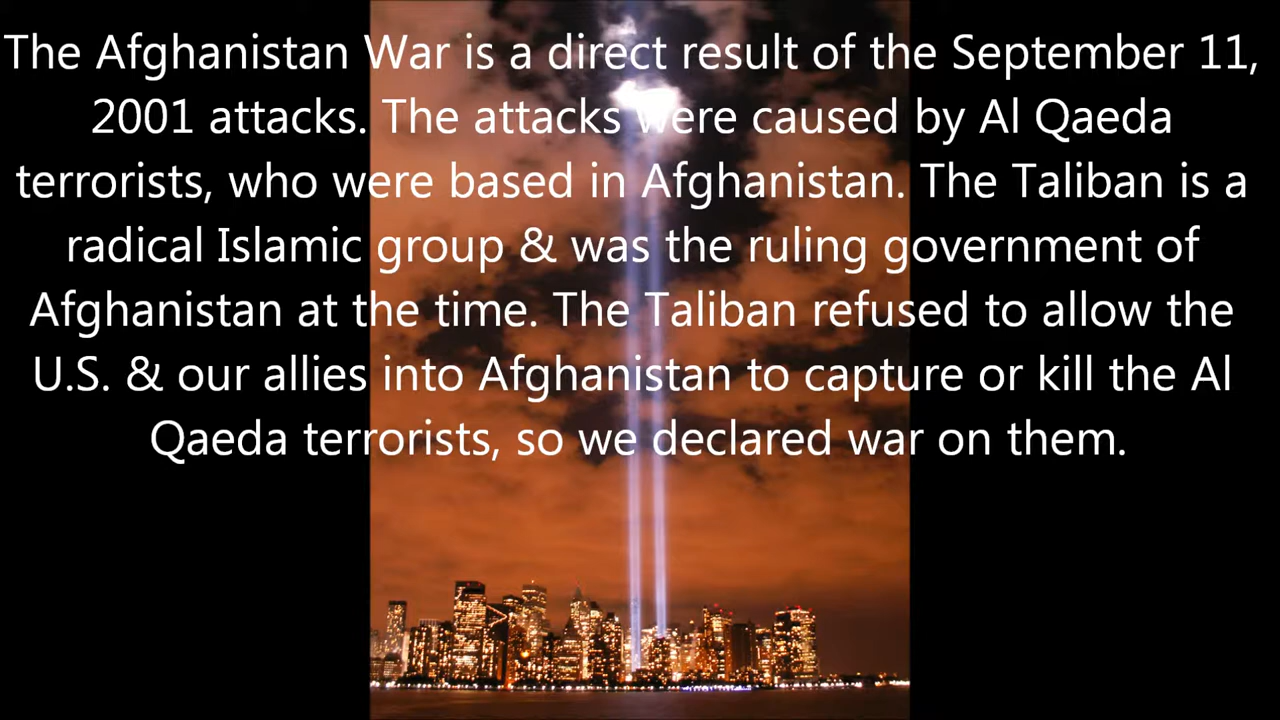 The Afghanistan War is a direct result of the September 11,
2001 attacks. The attacks were caused by Al Qaeda
terrorists, who were based in Afghanistan. The Taliban is a
radical Islamic group & was the ruling government of
Afghanistan at the time. The Taliban refused to allow the
U.S. & our allies into Afghanistan to capture or kill the Al
Qaeda terrorists, so we declared war on them.